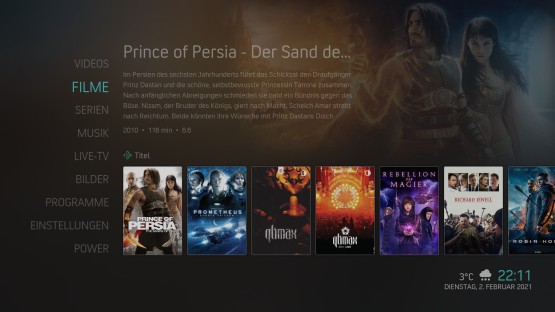 VIDEOS
FILME
SERIEN
MUSIK
LIVE-TV
BILDER
PROGRAMME
EINSTELLUNGEN
POWER
Prince of Persia - Der Sand de...
Im Persien des sechsten Jahrhunderts führt das Schicksal den Draufgänger
Prinz Dastan und die schöne, selbstbewusste Prinzessin Tamina zusammen.
Nach anfänglichen Abneigungen schmieden sie bald ein Bündnis gegen das
Böse. Nizam, der Bruder des Königs, giert nach Macht, Scheich Amar strebt
nach Reichtum. Beide könnten ihre Wünsche mit Prinz Dastans Dolch
2010 • 116 min • 6.6
Titel
PRINCE OF
PERSIA
PROMETHEUS
qlimax
qlimax
REBELLION
DER
MAGIER
RICHARD JEWELL
ROBIN HO
3°C
22:11
DIENSTAG, 2. FEBRUAR 2021